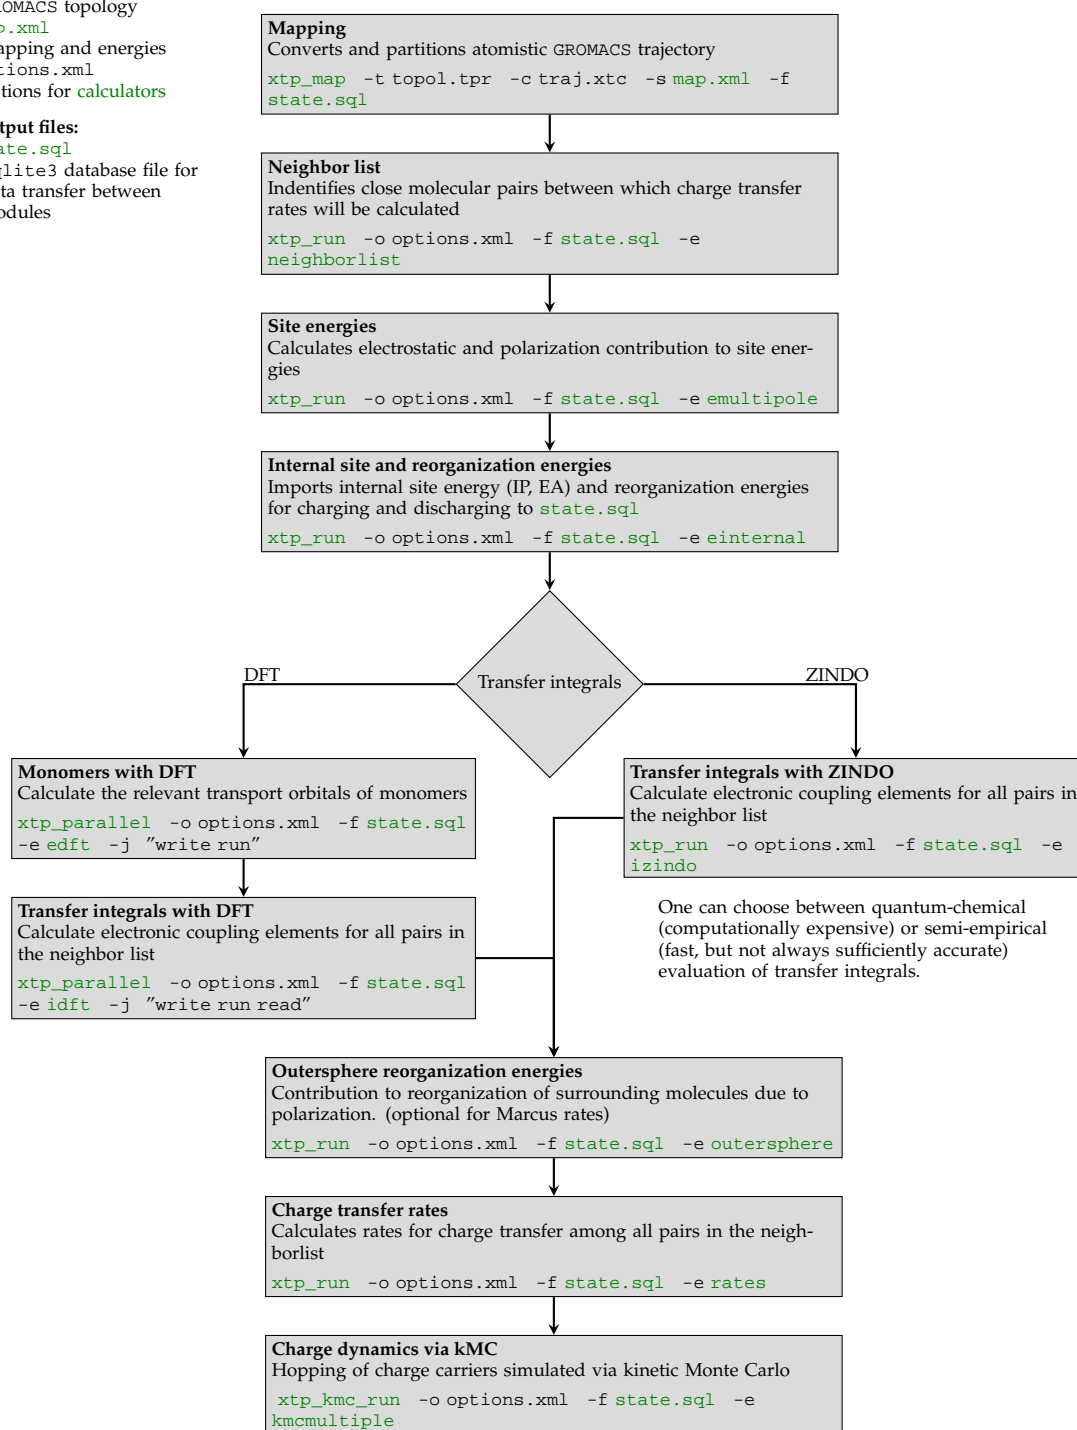 topology
mapping and energies
options.xml
options for calculators
output files:
state.sql
sqlite3 database file for
data transfer between
modules
Mapping
Converts and partitions atomistic GROMACS trajectory
xtp_map -t topol.tpr -c traj.xtc -s map.xml -f
state.sql
Neighbor list
Indentifies close molecular pairs between which charge transfer
rates will be calculated
xtp_run -o options.xml -f state.sql -e
neighborlist
Site energies
Calculates electrostatic and polarization contribution to site ener-
gies
xtp_run -o options.xml -f state.sql -e emultipole
Internal site and reorganization energies
Imports internal site energy (IP, EA) and reorganization energies
for charging and discharging to state.sql
xtp_run -o options.xml -f state.sql -e einternal
DFT
Transfer integrals
ZINDO
Monomers with DFT
Calculate the relevant transport orbitals of monomers
xtp_parallel -o options.xml -f state.sql
-e edft -j "write run"
Transfer integrals with ZINDO
Calculate electronic coupling elements for all pairs in
the neighbor list
xtp_run -o options.xml -f state.sql -e
izindo
Transfer integrals with DFT
Calculate electronic coupling elements for all pairs in
the neighbor list
xtp_parallel -o options.xml -f state.sql
-e idft -j "write run read"
One can choose between quantum-chemical
(computationally expensive) or semi-empirical
(fast, but not always sufficiently accurate)
evaluation of transfer integrals.
Outersphere reorganization energies
Contribution to reorganization of surrounding molecules due to
polarization. (optional for Marcus rates)
xtp_run -o options.xml -f state.sql -e outersphere
Charge transfer rates
Calculates rates for charge transfer among all pairs in the neigh-
borlist
xtp_run -o options.xml -f state.sql -e rates
Charge dynamics via kMC
Hopping of charge carriers simulated via kinetic Monte Carlo
xtp_kmc_run -o options.xml -f state.sql -e
kmcmultiple